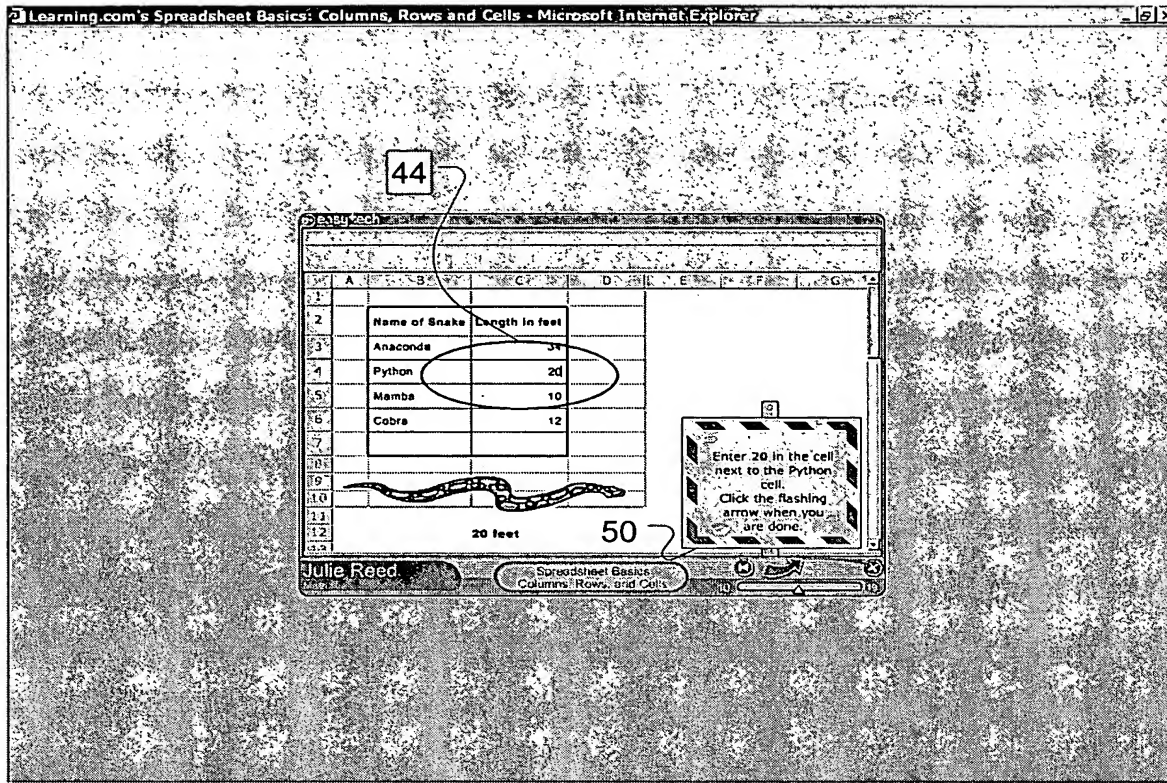 Learning.com's Spreadsheet Basics: Columns, Rows and Cells - Microsoft Internet Explorer
44
easytech
A B C D E F G
1
2 Name of Snake Length in feet
3 Anaconda 34
4 Python 20
5 Mamba 10
6 Cobra 12
7
8
9
10
11
12 20 feet
Enter 20 in the cell
next to the Python
cell.
Click the flashing
arrow when you
are done.
50
Julie Reed
Spreadsheet Basics
Columns, Rows, and Cells